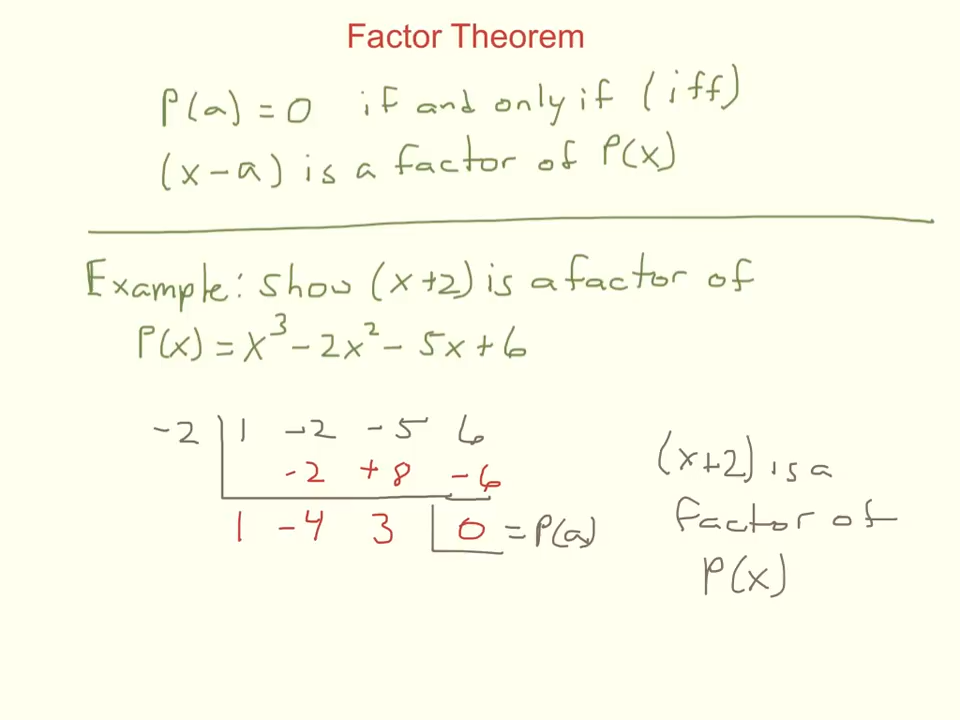 Factor Theorem
P(a) = 0 if and only if (iff)
(x-a) is a factor of P(x)
Example: show (x+2) is a factor of
P(x) = x³ - 2x² - 5x + 6
-2 | 1 -2 -5 6
-2 +8 -6
1 -4 3 | 0 = P(a)
(x+2) is a
factor of
P(x)